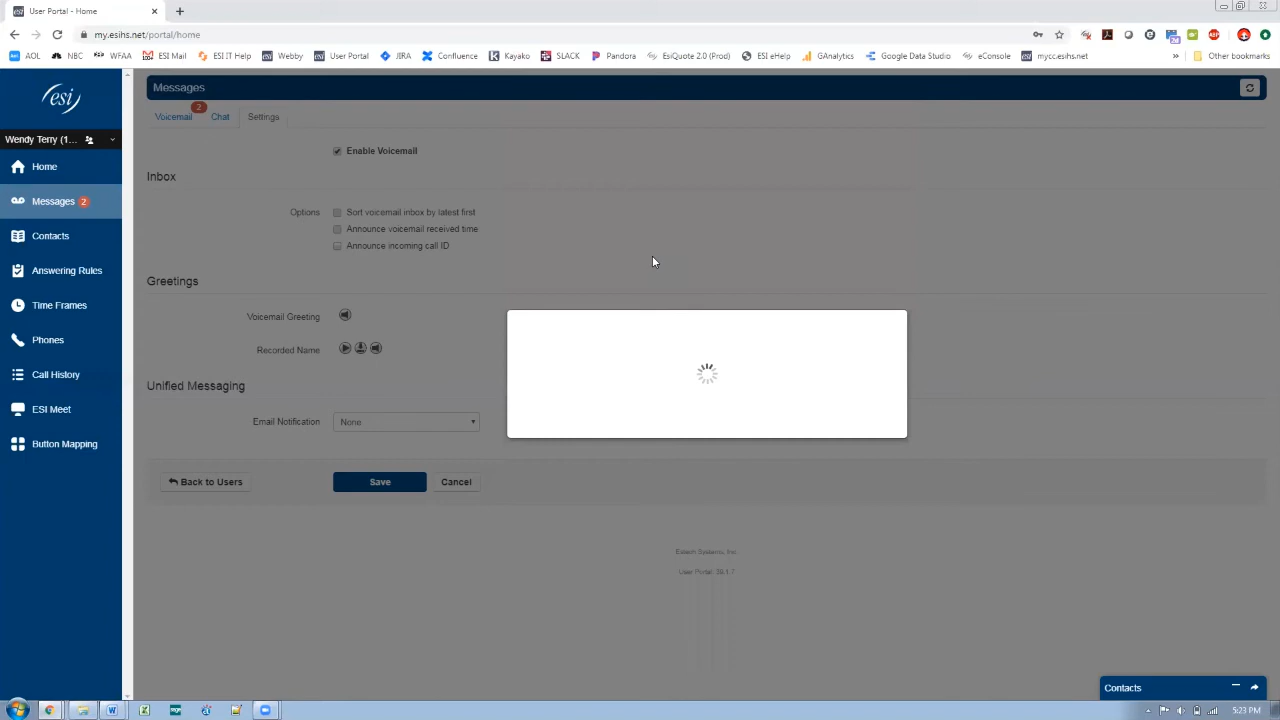 User Portal - Home
my.esihs.net/portal/home
AOL NBC WFAA ESI Mail ESI IT Help Webby User Portal JIRA Confluence Kayako SLACK Pandora EsiQuote 2.0 (Prod) ESI eHelp GAnalytics Google Data Studio eConsole mycc.esihs.net » Other bookmarks
esi
Messages
2
Voicemail Chat Settings
Wendy Terry (1...
Enable Voicemail
Home
Inbox
Messages 2
Options Sort voicemail inbox by latest first
Announce voicemail received time
Contacts
Announce incoming call ID
Answering Rules
Greetings
Time Frames
Voicemail Greeting
Phones
Recorded Name
Call History
Unified Messaging
ESI Meet
Email Notification None
Button Mapping
Back to Users Save Cancel
Estech Systems, Inc
Contacts
5:23 PM